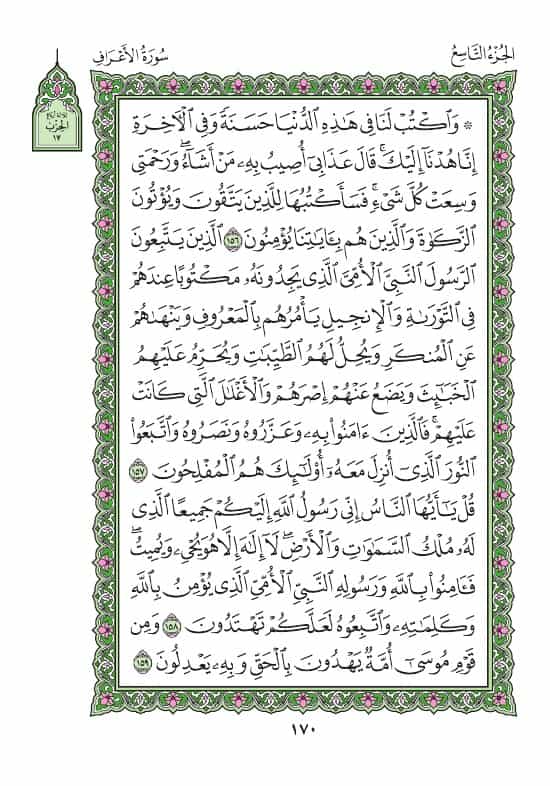 الجُزْءُ التَّاسِعُ
سُورَةُ الأَعْرَافِ
ثلاثة أرباع
الحِزْب
١٧
۞ وَٱكْتُبْ لَنَا فِي هَٰذِهِ ٱلدُّنْيَا حَسَنَةً وَفِي ٱلْأٓخِرَةِ
إِنَّا هُدْنَآ إِلَيْكَۚ قَالَ عَذَابِيٓ أُصِيبُ بِهِۦ مَنْ أَشَآءُۖ وَرَحْمَتِي
وَسِعَتْ كُلَّ شَيْءٍۚ فَسَأَكْتُبُهَا لِلَّذِينَ يَتَّقُونَ وَيُؤْتُونَ
ٱلزَّكَوٰةَ وَٱلَّذِينَ هُم بِـَٔايَٰتِنَا يُؤْمِنُونَ ١٥٦ ٱلَّذِينَ يَتَّبِعُونَ
ٱلرَّسُولَ ٱلنَّبِيَّ ٱلْأُمِّيَّ ٱلَّذِي يَجِدُونَهُۥ مَكْتُوبًا عِندَهُمْ
فِي ٱلتَّوْرَىٰةِ وَٱلْإِنجِيلِ يَأْمُرُهُم بِٱلْمَعْرُوفِ وَيَنْهَىٰهُمْ
عَنِ ٱلْمُنكَرِ وَيُحِلُّ لَهُمُ ٱلطَّيِّبَٰتِ وَيُحَرِّمُ عَلَيْهِمُ
ٱلْخَبَٰٓئِثَ وَيَضَعُ عَنْهُمْ إِصْرَهُمْ وَٱلْأَغْلَٰلَ ٱلَّتِي كَانَتْ
عَلَيْهِمْۚ فَٱلَّذِينَ ءَامَنُوا۟ بِهِۦ وَعَزَّرُوهُ وَنَصَرُوهُ وَٱتَّبَعُوا۟
ٱلنُّورَ ٱلَّذِيٓ أُنزِلَ مَعَهُۥٓ أُو۟لَٰٓئِكَ هُمُ ٱلْمُفْلِحُونَ ١٥٧
قُلْ يَٰٓأَيُّهَا ٱلنَّاسُ إِنِّي رَسُولُ ٱللَّهِ إِلَيْكُمْ جَمِيعًا ٱلَّذِي
لَهُۥ مُلْكُ ٱلسَّمَٰوَٰتِ وَٱلْأَرْضِۖ لَآ إِلَٰهَ إِلَّا هُوَ يُحْيِۦ وَيُمِيتُۖ
فَـَٔامِنُوا۟ بِٱللَّهِ وَرَسُولِهِ ٱلنَّبِيِّ ٱلْأُمِّيِّ ٱلَّذِي يُؤْمِنُ بِٱللَّهِ
وَكَلِمَٰتِهِۦ وَٱتَّبِعُوهُ لَعَلَّكُمْ تَهْتَدُونَ ١٥٨ وَمِن
قَوْمِ مُوسَىٰٓ أُمَّةٌ يَهْدُونَ بِٱلْحَقِّ وَبِهِۦ يَعْدِلُونَ ١٥٩
١٧٠